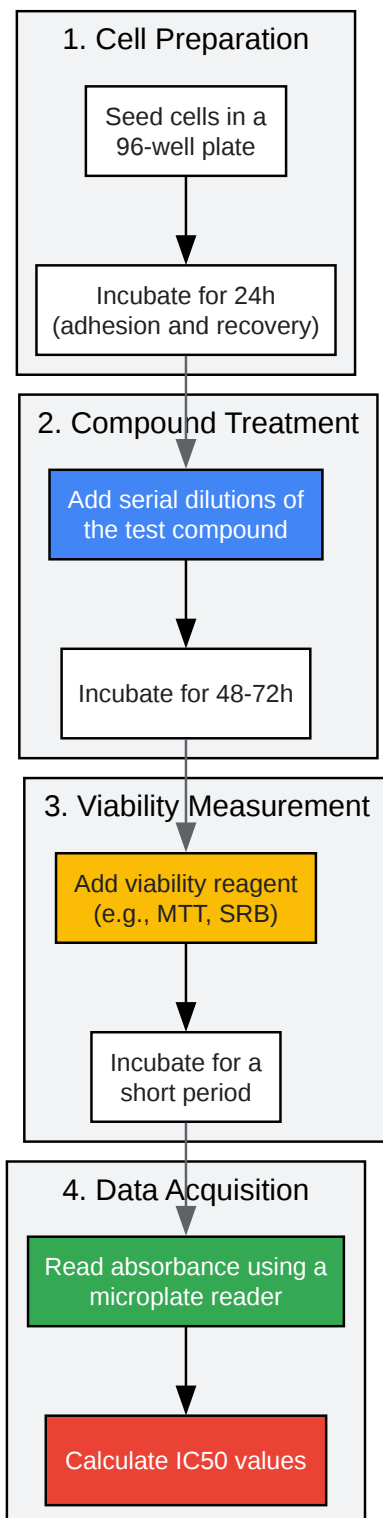 1. Cell Preparation
Seed cells in a
96-well plate
Incubate for 24h
(adhesion and recovery)
2. Compound Treatment
Add serial dilutions of
the test compound
Incubate for 48-72h
3. Viability Measurement
Add viability reagent
(e.g., MTT, SRB)
Incubate for a
short period
4. Data Acquisition
Read absorbance using a
microplate reader
Calculate IC50 values